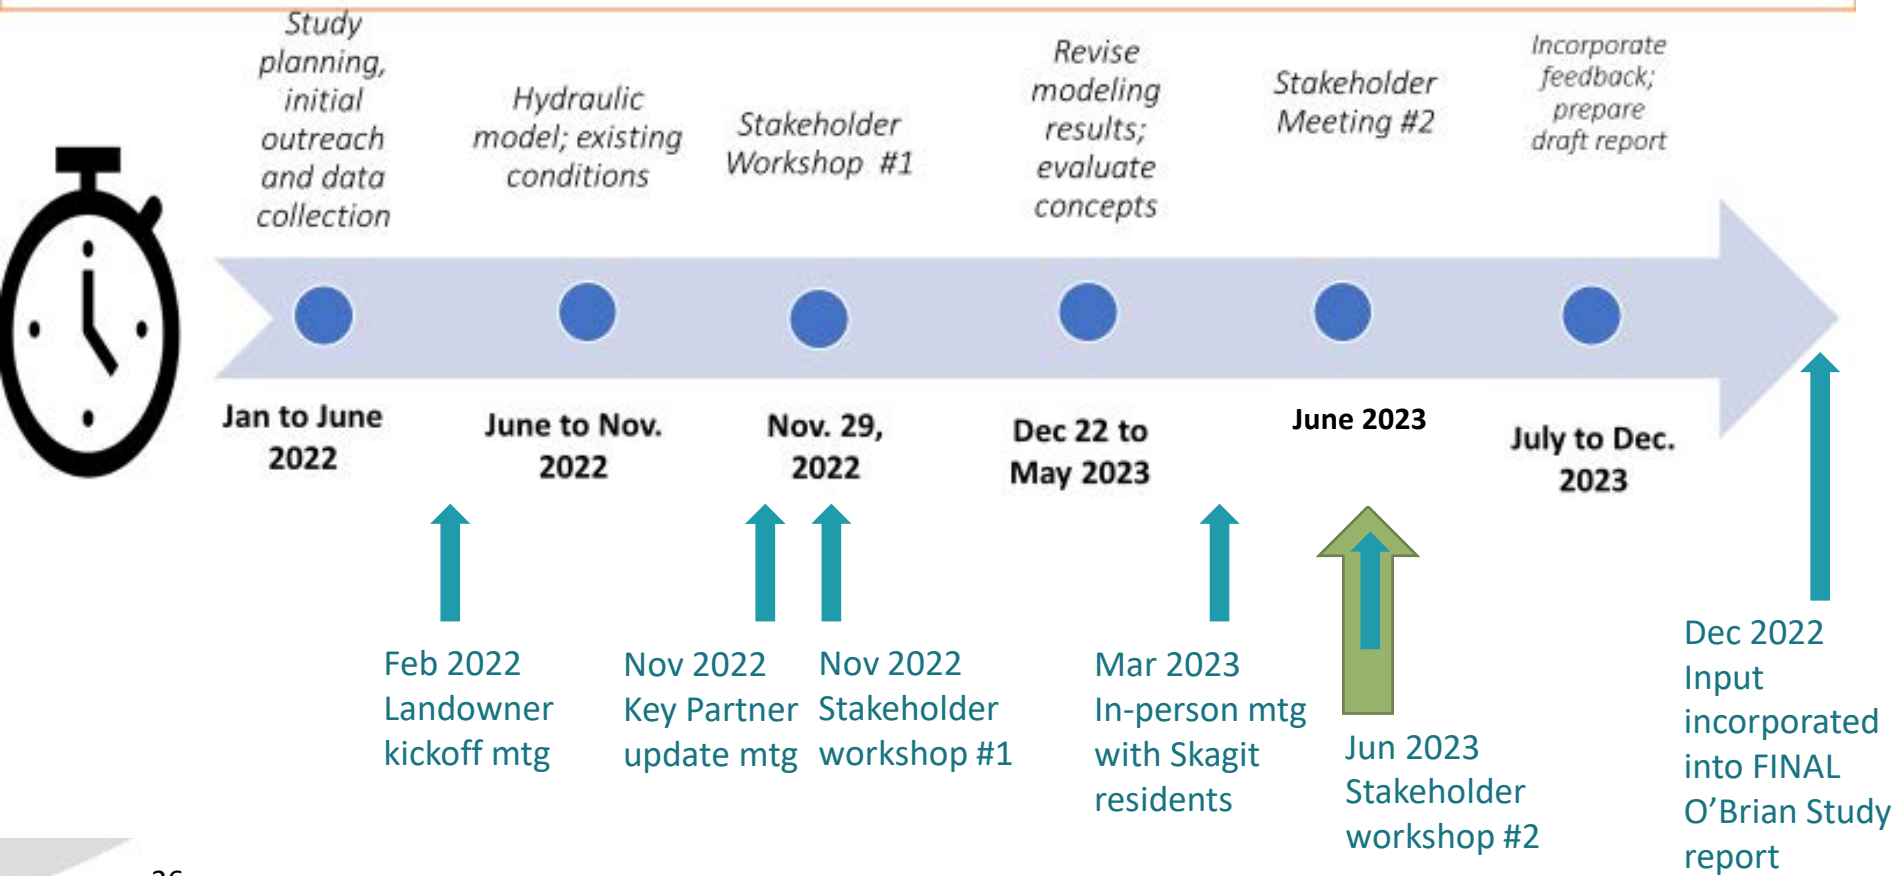 Study
planning,
initial
outreach
and data
collection
Hydraulic
model; existing
conditions
Stakeholder
Workshop #1
Revise
modeling
results;
evaluate
concepts
Stakeholder
Meeting #2
Incorporate
feedback;
prepare
draft report
Jan to June
2022
June to Nov.
2022
Nov. 29,
2022
Dec 22 to
May 2023
June 2023
July to Dec.
2023
Feb 2022
Landowner
kickoff mtg
Nov 2022
Key Partner
update mtg
Nov 2022
Stakeholder
workshop #1
Mar 2023
In-person mtg
with Skagit
residents
Jun 2023
Stakeholder
workshop #2
Dec 2022
Input
incorporated
into FINAL
O’Brian Study
report